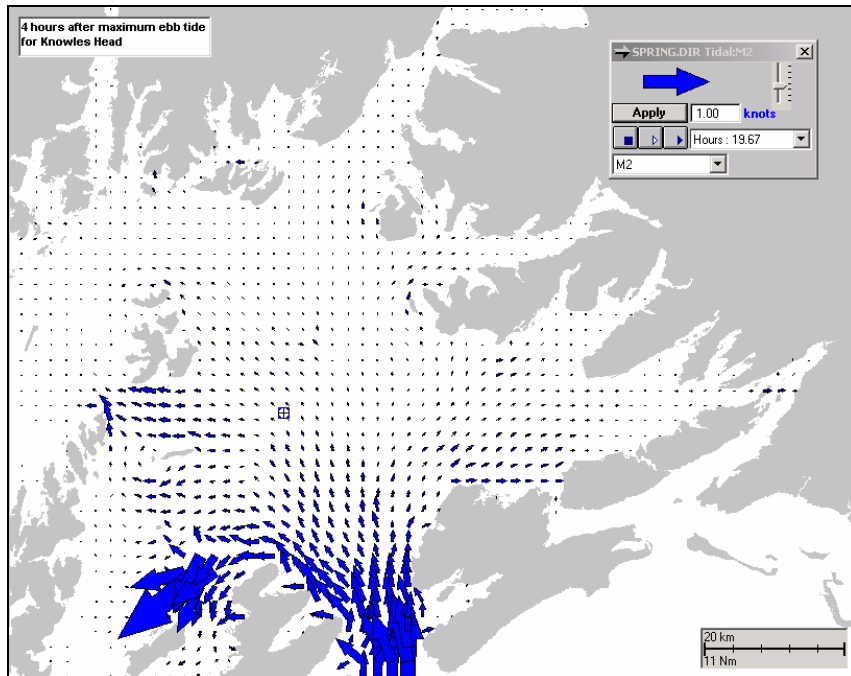 4 hours after maximum ebb tide
for Knowles Head
SPRING.DIR Tidal:M2
Apply 1.00 knots
Hours : 19.67
M2
20 km
11 Nm